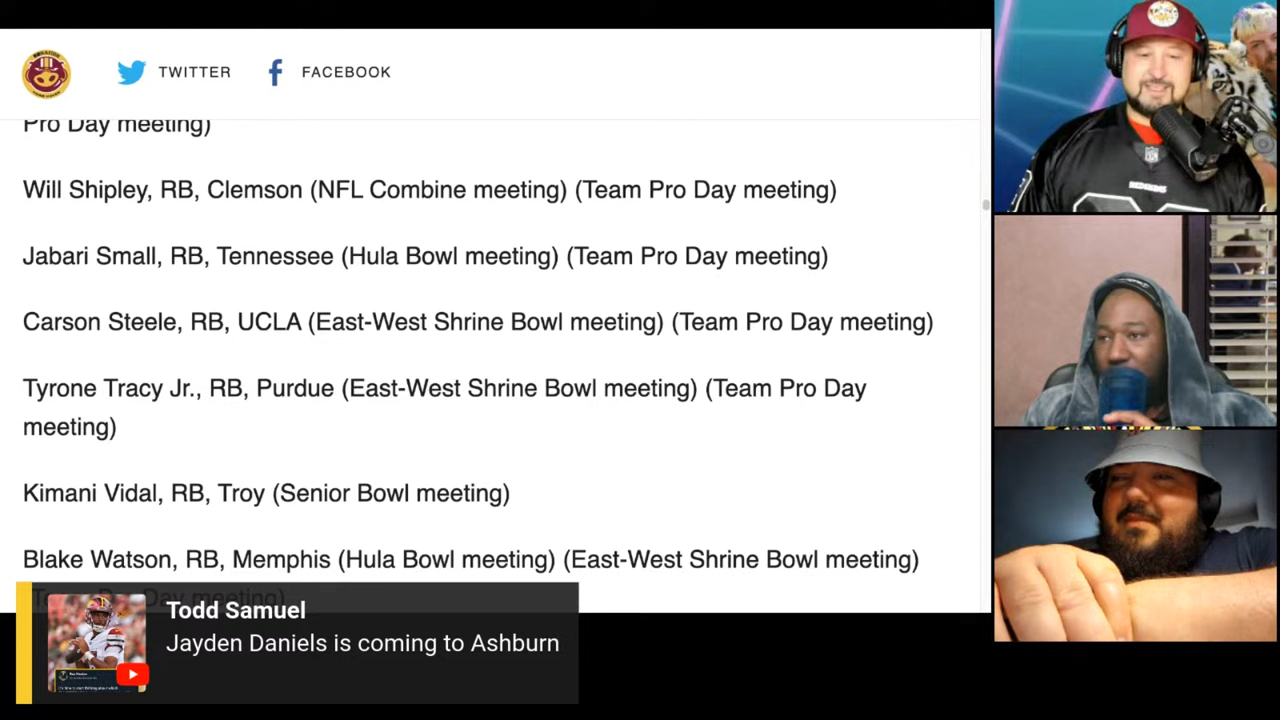 TWITTER
FACEBOOK
Pro Day meeting)
Will Shipley, RB, Clemson (NFL Combine meeting) (Team Pro Day meeting)
Jabari Small, RB, Tennessee (Hula Bowl meeting) (Team Pro Day meeting)
Carson Steele, RB, UCLA (East-West Shrine Bowl meeting) (Team Pro Day meeting)
Tyrone Tracy Jr., RB, Purdue (East-West Shrine Bowl meeting) (Team Pro Day
meeting)
Kimani Vidal, RB, Troy (Senior Bowl meeting)
Blake Watson, RB, Memphis (Hula Bowl meeting) (East-West Shrine Bowl meeting)
Todd Samuel
Jayden Daniels is coming to Ashburn
REDSKINS